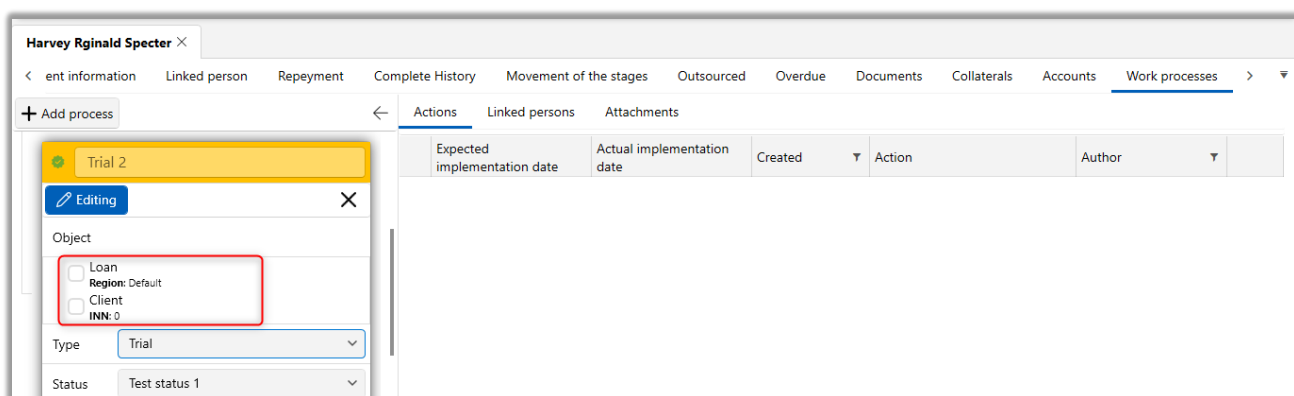 Harvey Rginald Specter
ent information Linked person Repeyment Complete History Movement of the stages Outsourced Overdue Documents Collaterals Accounts Work processes
Add process
Actions Linked persons Attachments
Expected implementation date
Actual implementation date
Created
Action
Author
Trial 2
Editing
Object
Loan
Region: Default
Client
INN: 0
Type Trial
Status Test status 1